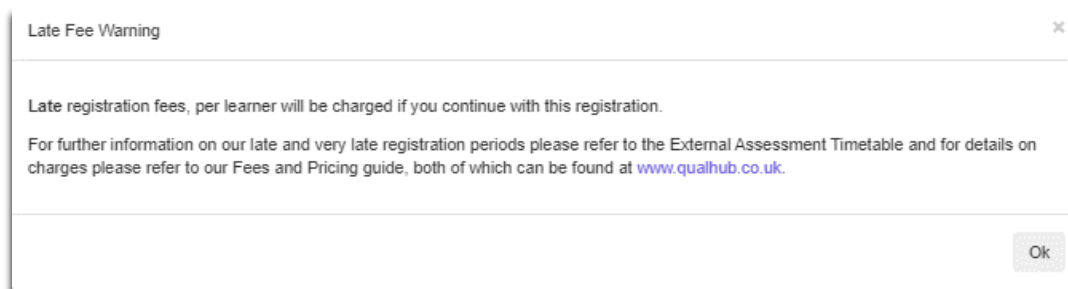 Late Fee Warning
Late registration fees, per learner will be charged if you continue with this registration.
For further information on our late and very late registration periods please refer to the External Assessment Timetable and for details on
charges please refer to our Fees and Pricing guide, both of which can be found at www.qualhub.co.uk.
Ok